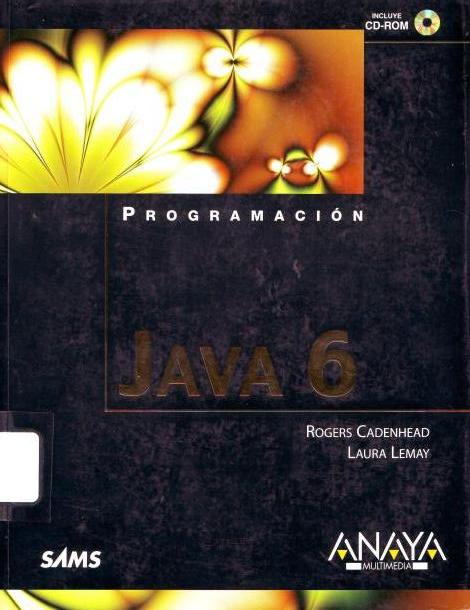 INCLUYE
CD-ROM
PROGRAMACIÓN
JAVA 6
ROGERS CADENHEAD
LAURA LEMAY
SAMS
ANAYA
MULTIMEDIA